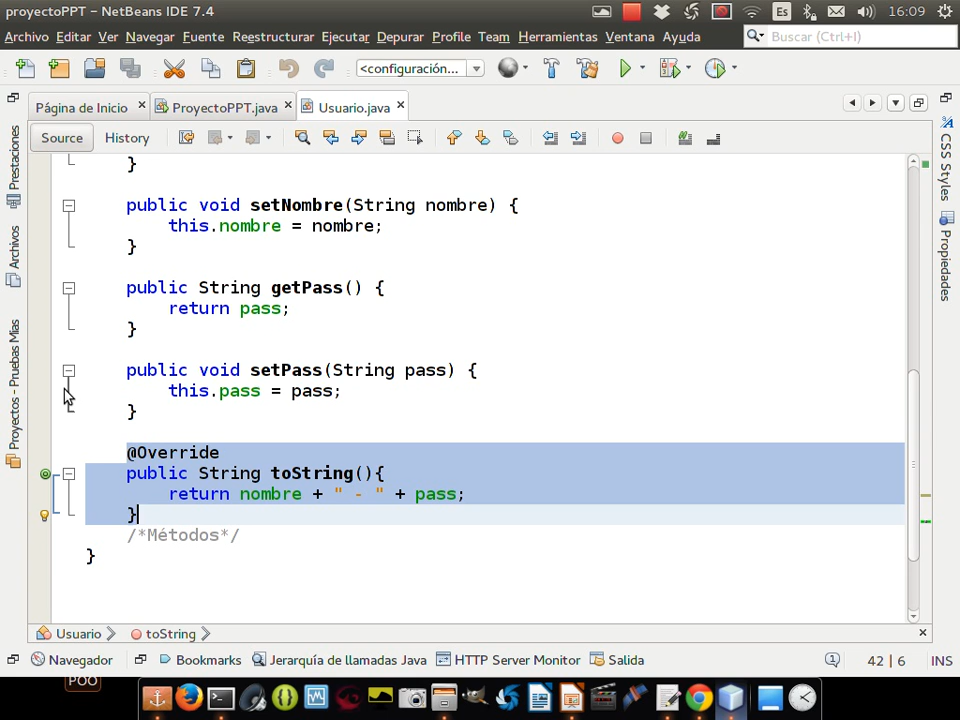 proyectoPPT – NetBeans IDE 7.4
Es
16:09
Archivo Editar Ver Navegar Fuente Reestructurar Ejecutar Depurar Profile Team Herramientas Ventana Ayuda
Buscar (Ctrl+I)
<configuración...
Página de Inicio
ProyectoPPT.java
Usuario.java
Source
History
}
public void setNombre(String nombre) {
this.nombre = nombre;
}
public String getPass() {
return pass;
}
public void setPass(String pass) {
this.pass = pass;
}
@Override
public String toString(){
return nombre + " - " + pass;
}
/*Métodos*/
}
Prestaciones
Archivos
Proyectos - Pruebas Mias
CSS Styles
Propiedades
Usuario
toString
Navegador
Bookmarks
Jerarquía de llamadas Java
HTTP Server Monitor
Salida
42 | 6
INS
POO